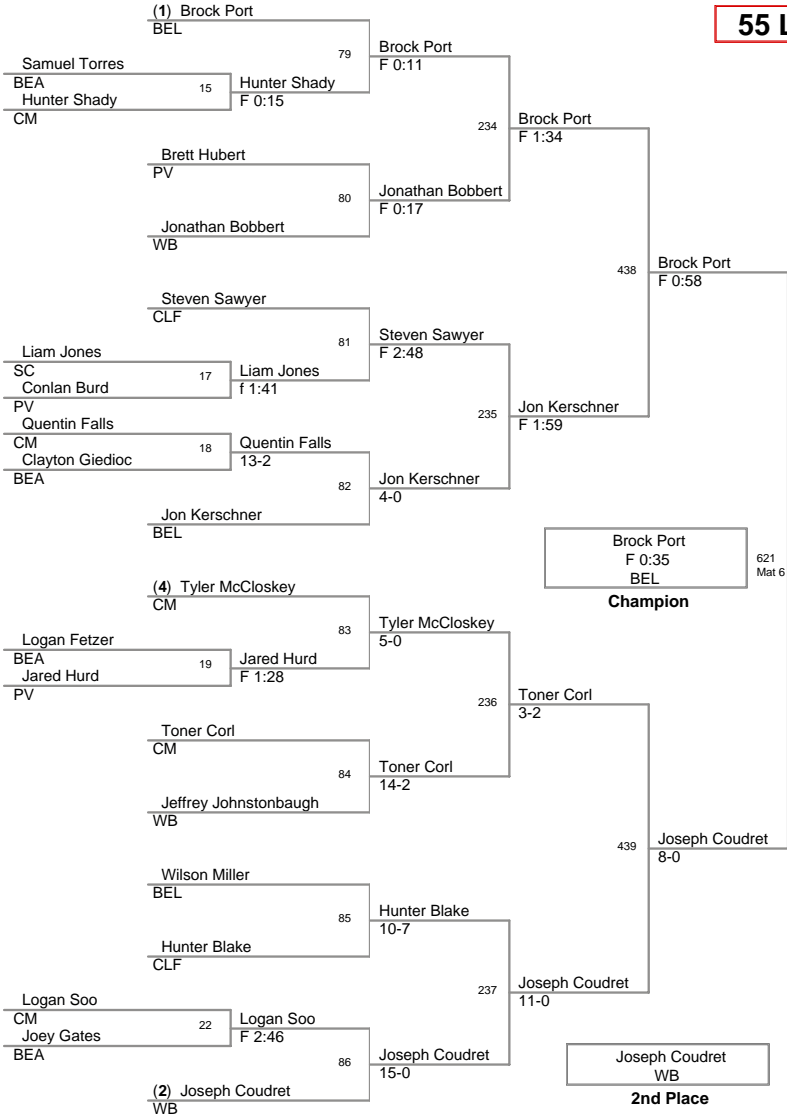 (1) Brock Port
BEL
55 L
79
Brock Port
F 0:11
Samuel Torres
BEA
15
Hunter Shady
F 0:15
Hunter Shady
CM
234
Brock Port
F 1:34
Brett Hubert
PV
80
Jonathan Bobbert
F 0:17
Jonathan Bobbert
WB
438
Brock Port
F 0:58
Steven Sawyer
CLF
81
Steven Sawyer
F 2:48
Liam Jones
SC
17
Liam Jones
f 1:41
Conlan Burd
PV
235
Jon Kerschner
F 1:59
Quentin Falls
CM
18
Quentin Falls
13-2
Clayton Giedioc
BEA
82
Jon Kerschner
4-0
Jon Kerschner
BEL
Brock Port
F 0:35
BEL
621
Mat 6
Champion
(4) Tyler McCloskey
CM
83
Tyler McCloskey
5-0
Logan Fetzer
BEA
19
Jared Hurd
F 1:28
Jared Hurd
PV
236
Toner Corl
3-2
Toner Corl
CM
84
Toner Corl
14-2
Jeffrey Johnstonbaugh
WB
439
Joseph Coudret
8-0
Wilson Miller
BEL
85
Hunter Blake
10-7
Hunter Blake
CLF
237
Joseph Coudret
11-0
Logan Soo
CM
22
Logan Soo
F 2:46
Joey Gates
BEA
86
Joseph Coudret
15-0
(2) Joseph Coudret
WB
Joseph Coudret
WB
2nd Place